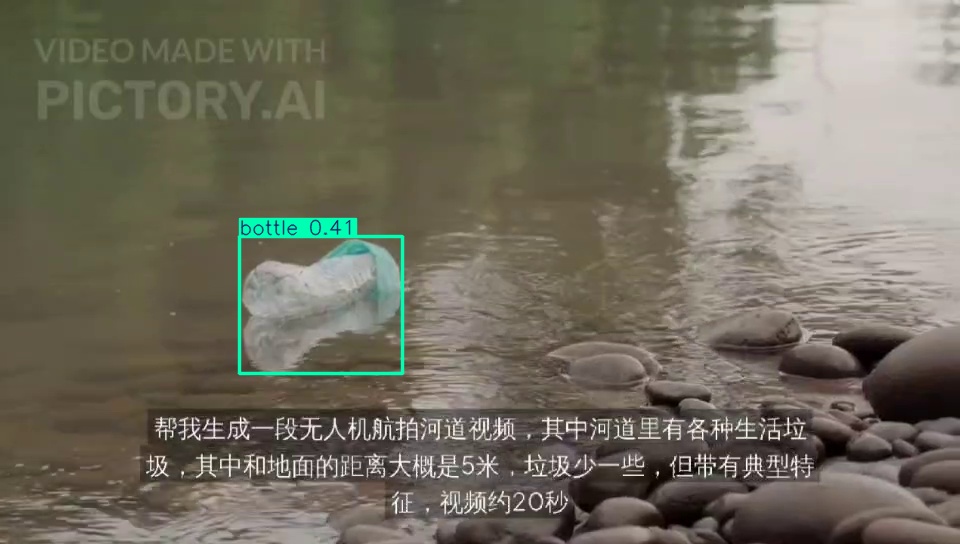 VIDEO MADE WITH
PICTORY.AI
bottle 0.41
帮我生成一段无人机航拍河道视频，其中河道里有各种生活垃
圾，其中和地面的距离大概是5米，垃圾少一些，但带有典型特
征，视频约20秒